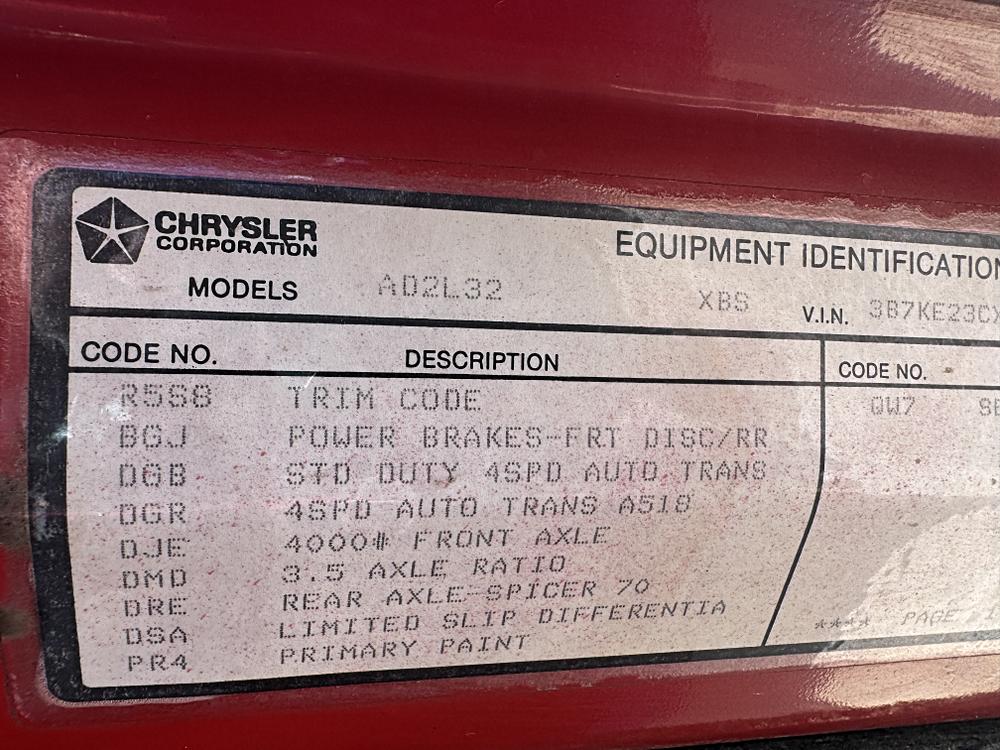 CHRYSLER
CORPORATION
EQUIPMENT IDENTIFICATION
MODELS AD2L32 XBS V.I.N. 3B7KE23CX
CODE NO. DESCRIPTION CODE NO.
R5S8 TRIM CODE QW7
BGJ POWER BRAKES-FRT DISC/RR
DGB STD DUTY 4SPD AUTO TRANS
DGR 4SPD AUTO TRANS A518
DJE 4000# FRONT AXLE
DMD 3.5 AXLE RATIO
DRE REAR AXLE-SPICER 70
DSA LIMITED SLIP DIFFERENTIA
PR4 PRIMARY PAINT
**** PAGE